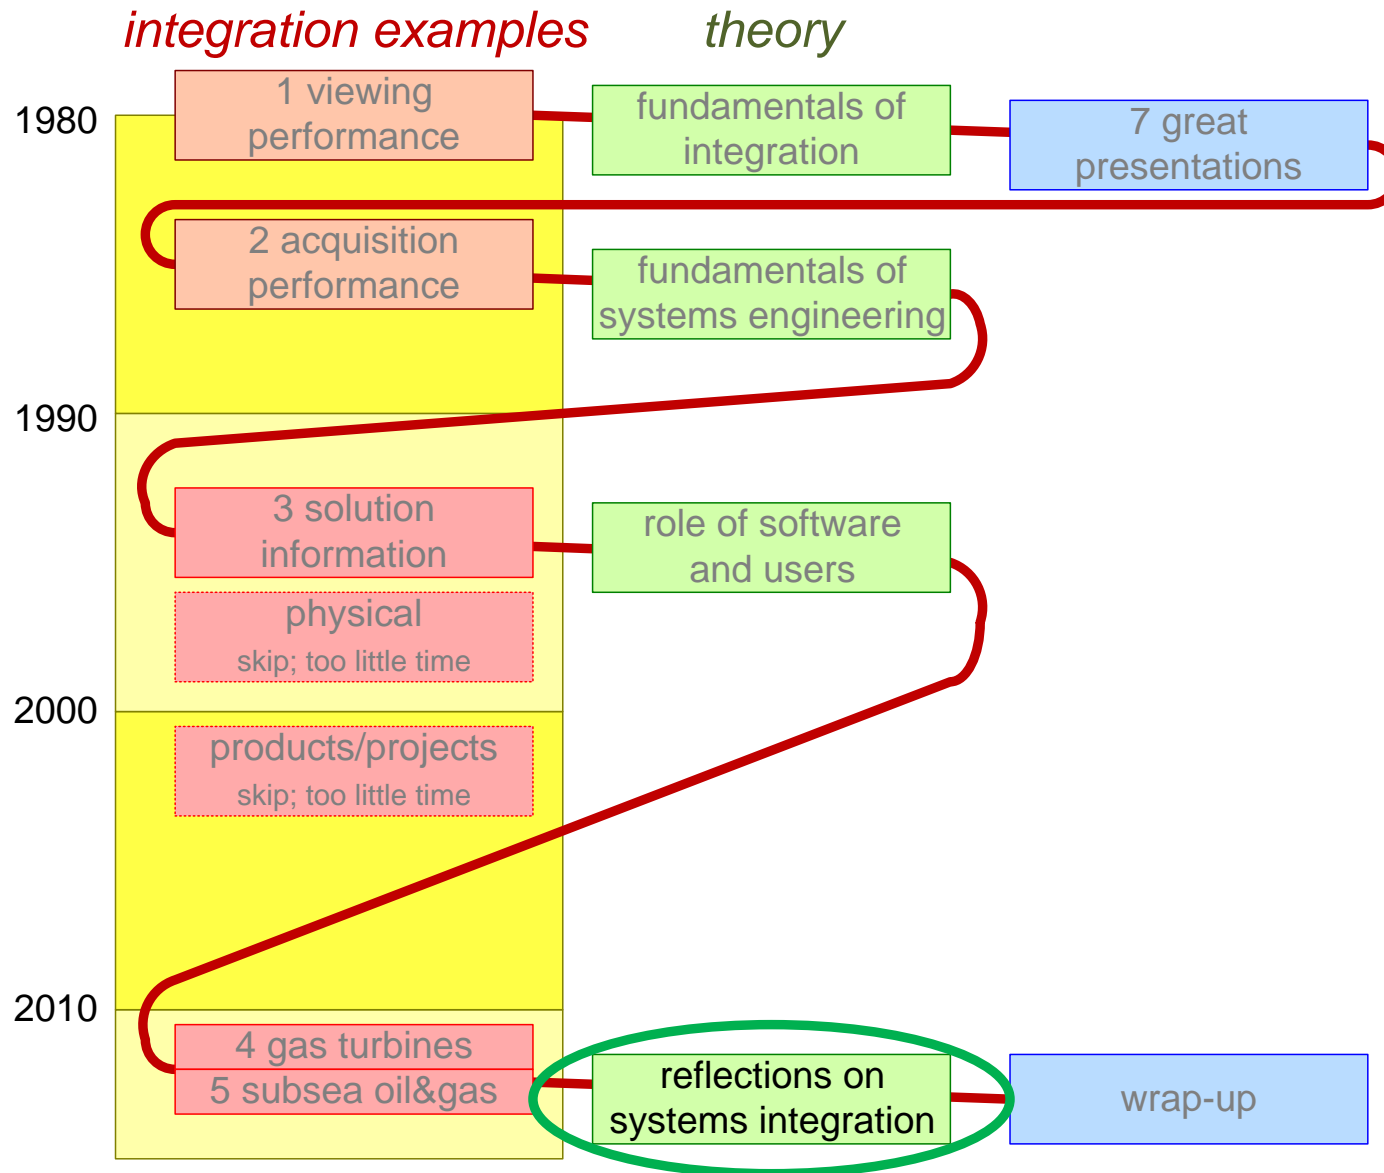 integration examples
theory
1980
1 viewing
performance
fundamentals of
integration
7 great
presentations
2 acquisition
performance
fundamentals of
systems engineering
1990
3 solution
information
role of software
and users
physical
skip; too little time
2000
products/projects
skip; too little time
2010
4 gas turbines
5 subsea oil&gas
reflections on
systems integration
wrap-up